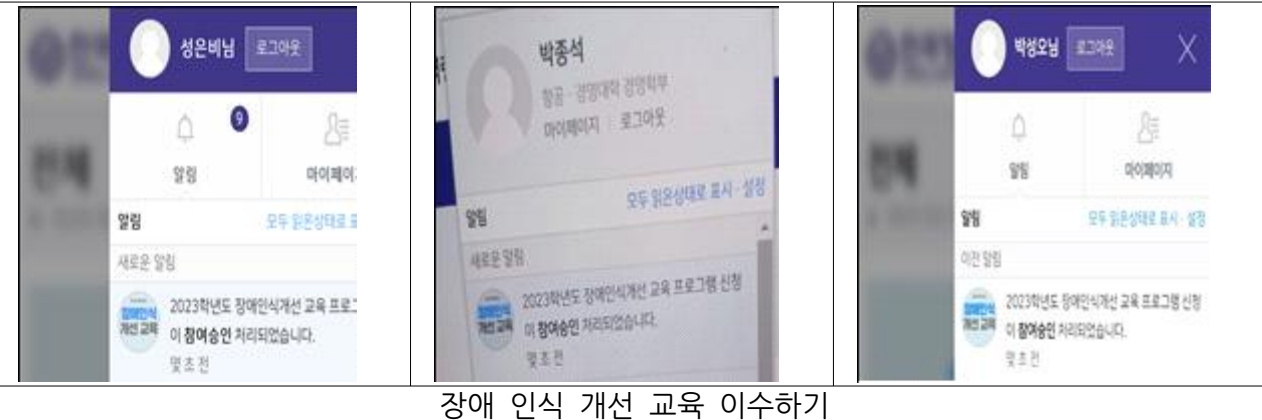 성은비님 로그아웃
9
알림 마이페이
알림 모두 읽은상태로 표
새로운 알림
장애인식
개선 교육
2023학년도 장애인식개선 교육 프로그
이 참여승인 처리되었습니다.
몇 초 전
박종석
항공 · 경영대학 경영학부
마이페이지 로그아웃
모두 읽은상태로 표시 · 설정
알림
새로운 알림
장애인식
개선 교육
2023학년도 장애인식개선 교육 프로그램 신청
이 참여승인 처리되었습니다.
몇 초 전
박성오님 로그아웃
알림 마이페이지
알림 모두 읽은상태로 표시 · 설정
이전 알림
장애인식
개선 교육
2023학년도 장애인식개선 교육 프로그램 신청
이 참여승인 처리되었습니다.
몇 초 전
장애 인식 개선 교육 이수하기